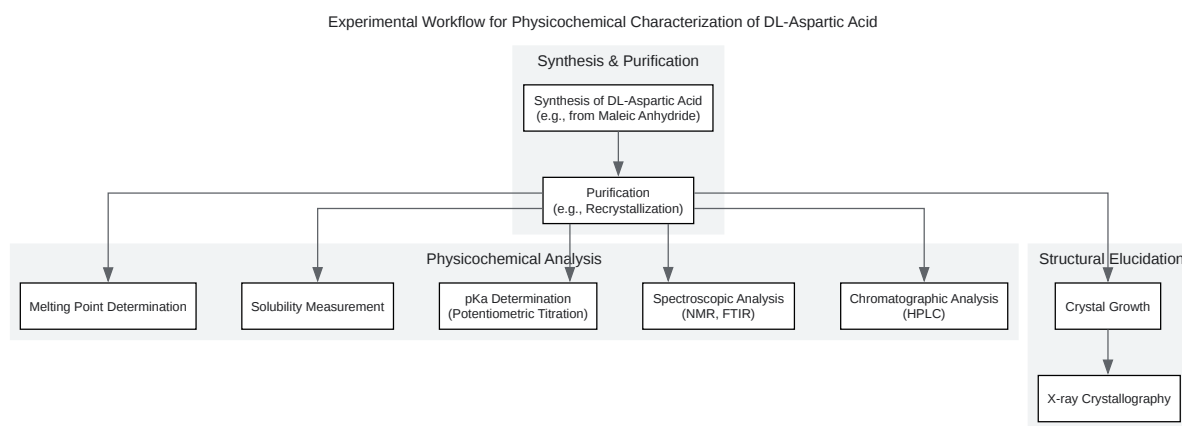 Experimental Workflow for Physicochemical Characterization of DL-Aspartic Acid
Synthesis & Purification
Synthesis of DL-Aspartic Acid
(e.g., from Maleic Anhydride)
Purification
(e.g., Recrystallization)
Physicochemical Analysis
Structural Elucidation
Melting Point Determination
Solubility Measurement
pKa Determination
(Potentiometric Titration)
Spectroscopic Analysis
(NMR, FTIR)
Chromatographic Analysis
(HPLC)
Crystal Growth
X-ray Crystallography